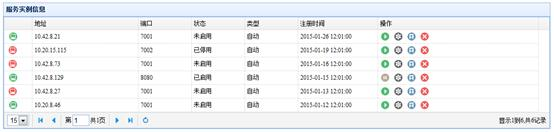 服务实例信息
地址 端口 状态 类型 注册时间 操作
10.42.8.21 7001 未启用 自动 2015-01-26 12:01:00
10.20.15.115 7002 已停用 自动 2015-01-19 12:01:00
10.42.8.73 7001 未启用 自动 2015-01-16 12:01:00
10.42.8.129 8080 已启用 自动 2015-01-15 12:01:00
10.42.8.27 7001 未启用 自动 2015-01-13 12:01:00
10.20.8.46 7001 未启用 自动 2015-01-12 12:01:00
15 第 1 共1页 显示1到6,共6记录